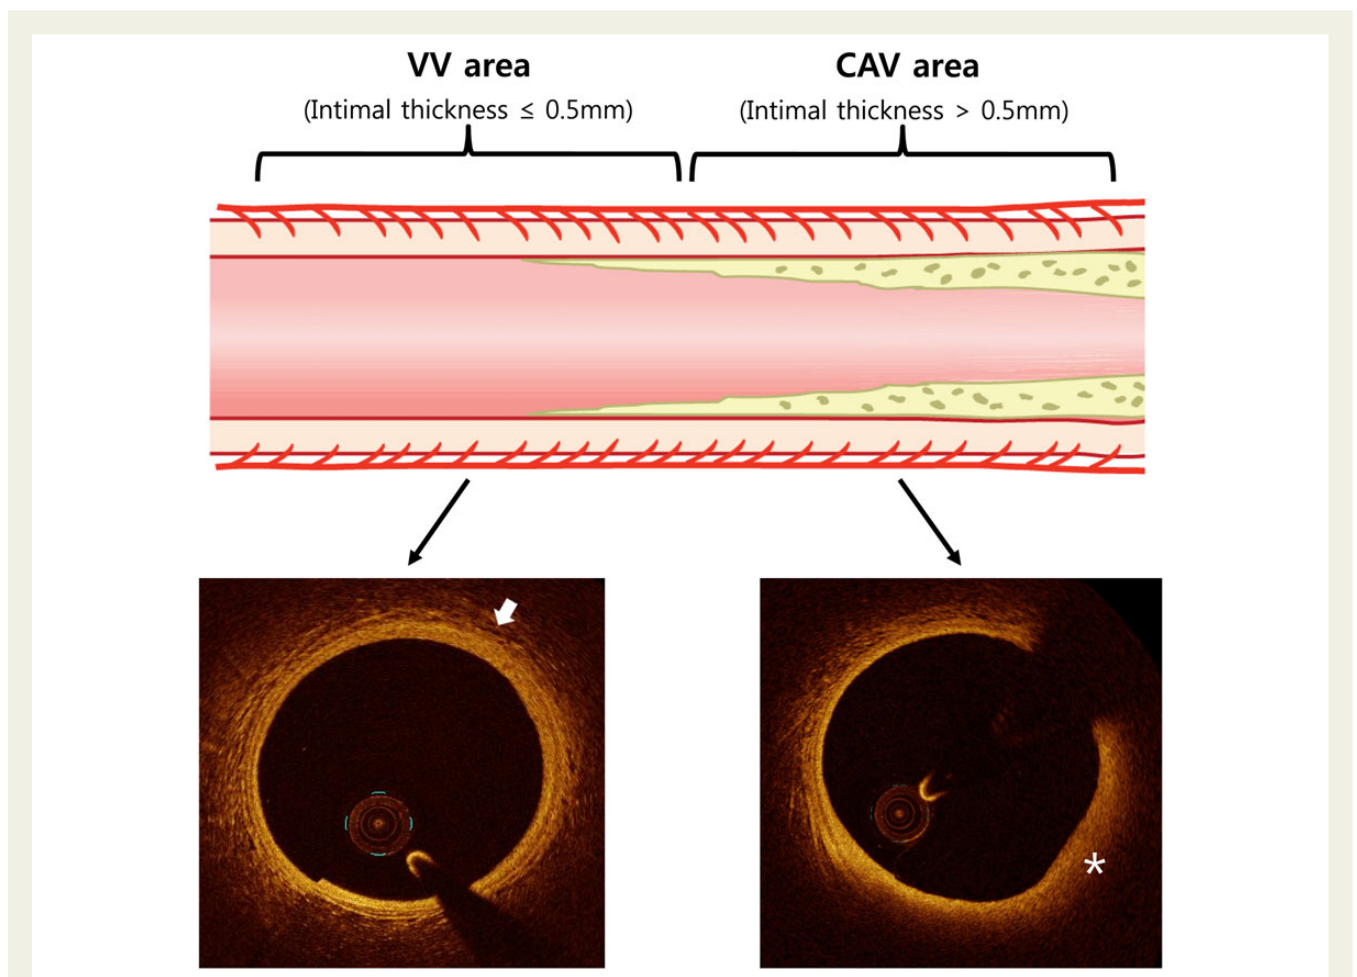 VV area
(Intimal thickness ≤ 0.5mm)
CAV area
(Intimal thickness > 0.5mm)
*